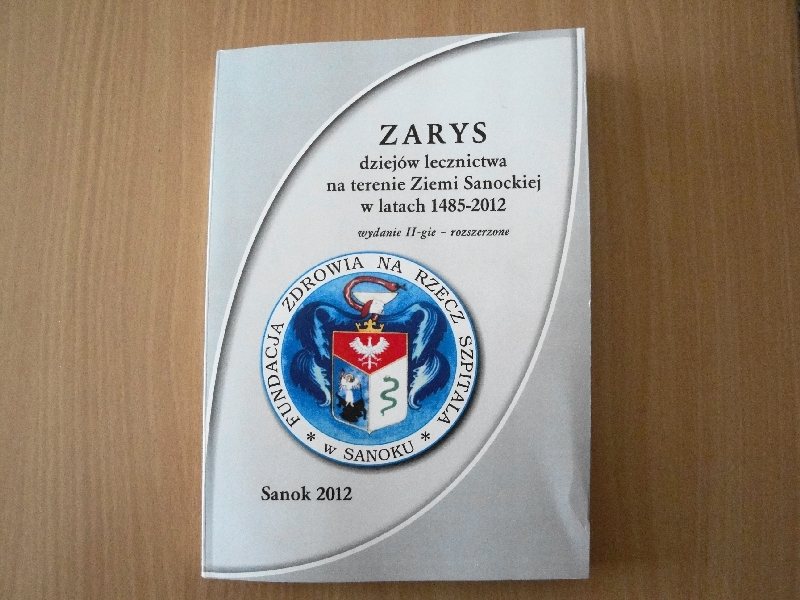 ZARYS
dziejów lecznictwa
na terenie Ziemi Sanockiej
w latach 1485-2012
wydanie II-gie – rozszerzone
FUNDACJA ZDROWIA NA RZECZ SZPITALA
* w SANOKU *
Sanok 2012